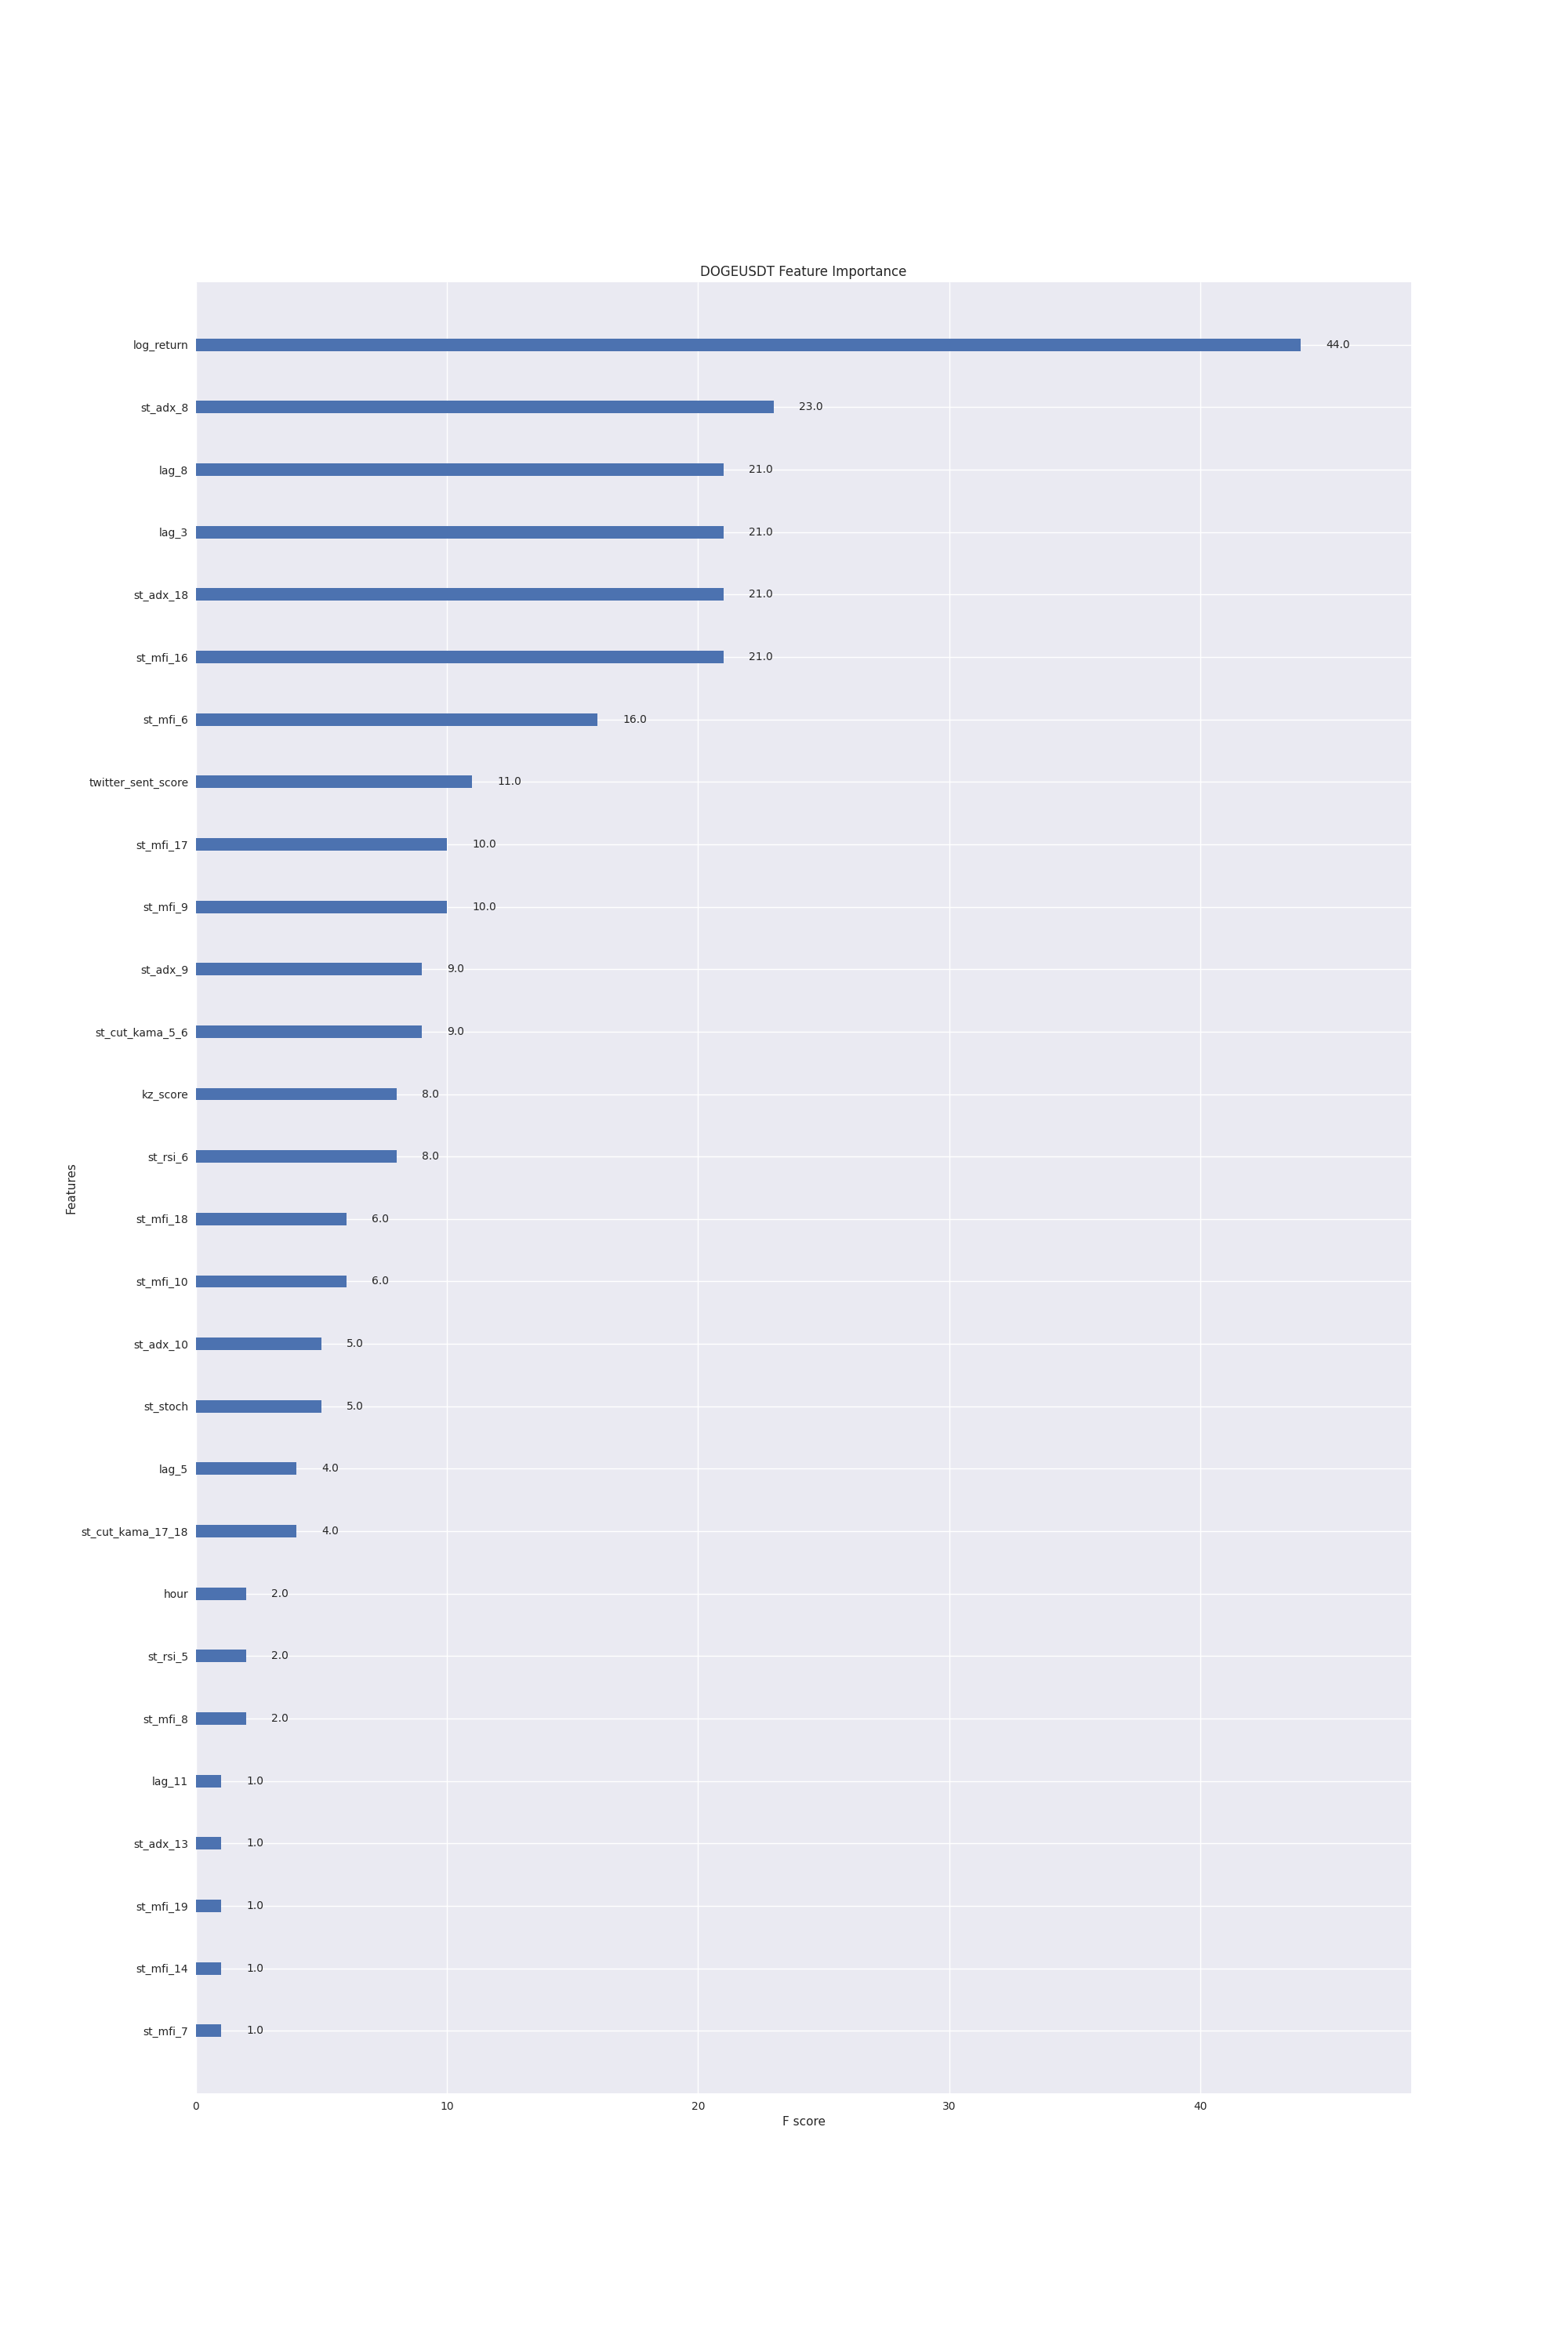 DOGEUSDT Feature Importance
log_return 44.0
st_adx_8 23.0
lag_8 21.0
lag_3 21.0
st_adx_18 21.0
st_mfi_16 21.0
st_mfi_6 16.0
twitter_sent_score 11.0
st_mfi_17 10.0
st_mfi_9 10.0
st_adx_9 9.0
st_cut_kama_5_6 9.0
kz_score 8.0
st_rsi_6 8.0
Features
st_mfi_18 6.0
st_mfi_10 6.0
st_adx_10 5.0
st_stoch 5.0
lag_5 4.0
st_cut_kama_17_18 4.0
hour 2.0
st_rsi_5 2.0
st_mfi_8 2.0
lag_11 1.0
st_adx_13 1.0
st_mfi_19 1.0
st_mfi_14 1.0
st_mfi_7 1.0
0 10 20 30 40
F score